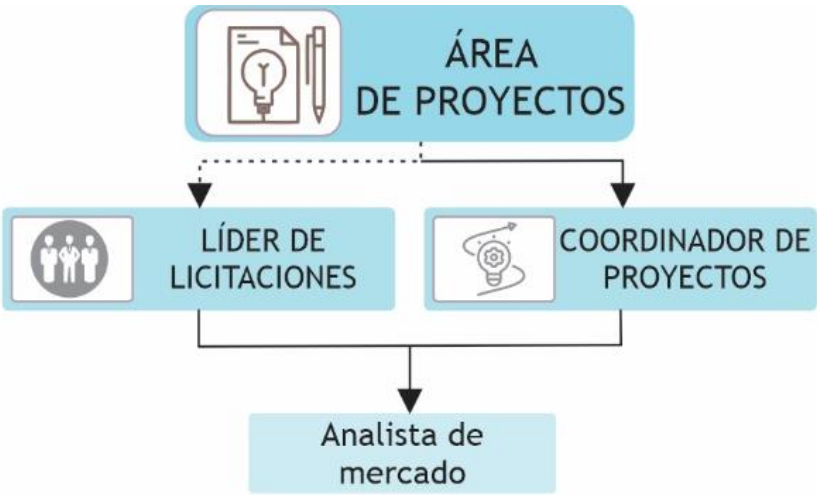 ÁREA
DE PROYECTOS
LÍDER DE
LICITACIONES
COORDINADOR DE
PROYECTOS
Analista de
mercado